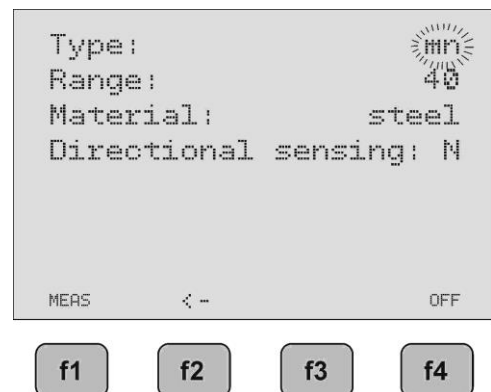 Type: mn
Range: 40
Material: steel
Directional sensing: N
MEAS <- OFF
f1 f2 f3 f4